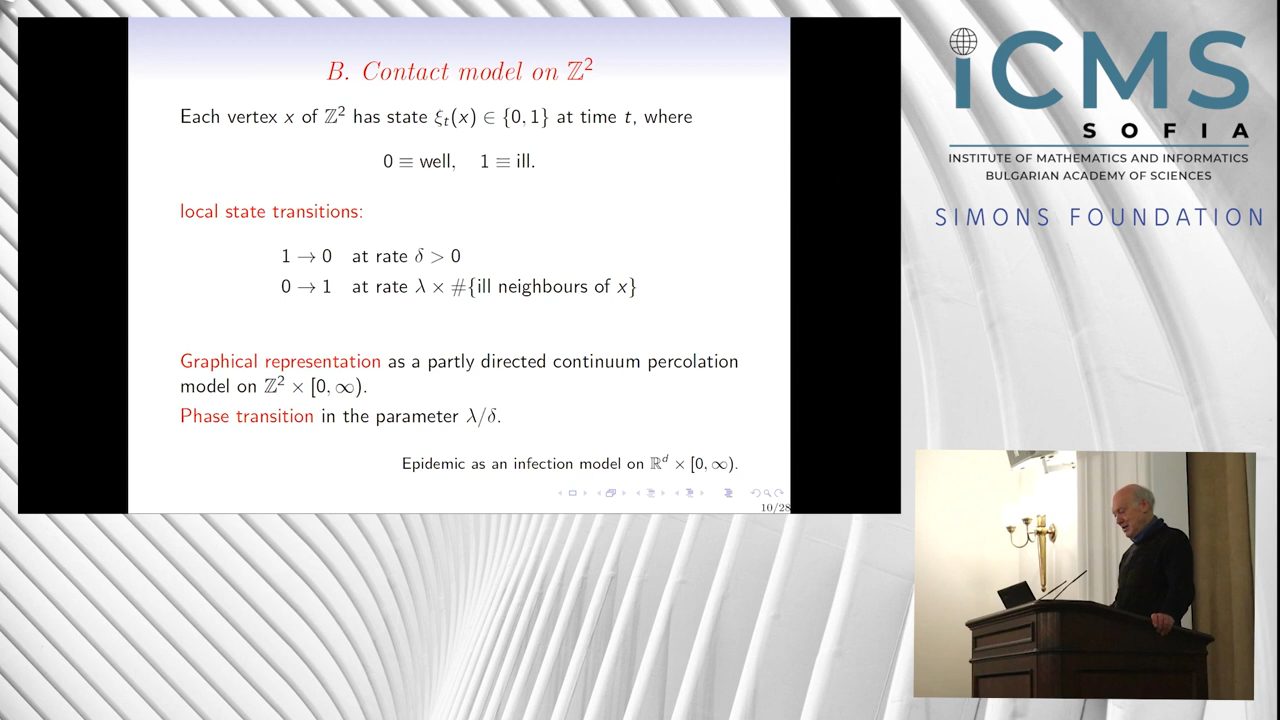 B. Contact model on ℤ²
Each vertex x of ℤ² has state ξₜ(x) ∈ {0, 1} at time t, where
0 ≡ well, 1 ≡ ill.
local state transitions:
1 → 0 at rate δ > 0
0 → 1 at rate λ × #{ill neighbours of x}
Graphical representation as a partly directed continuum percolation
model on ℤ² × [0, ∞).
Phase transition in the parameter λ/δ.
Epidemic as an infection model on ℝᵈ × [0, ∞).
10/28
iCMS
SOFIA
INSTITUTE OF MATHEMATICS AND INFORMATICS
BULGARIAN ACADEMY OF SCIENCES
SIMONS FOUNDATION